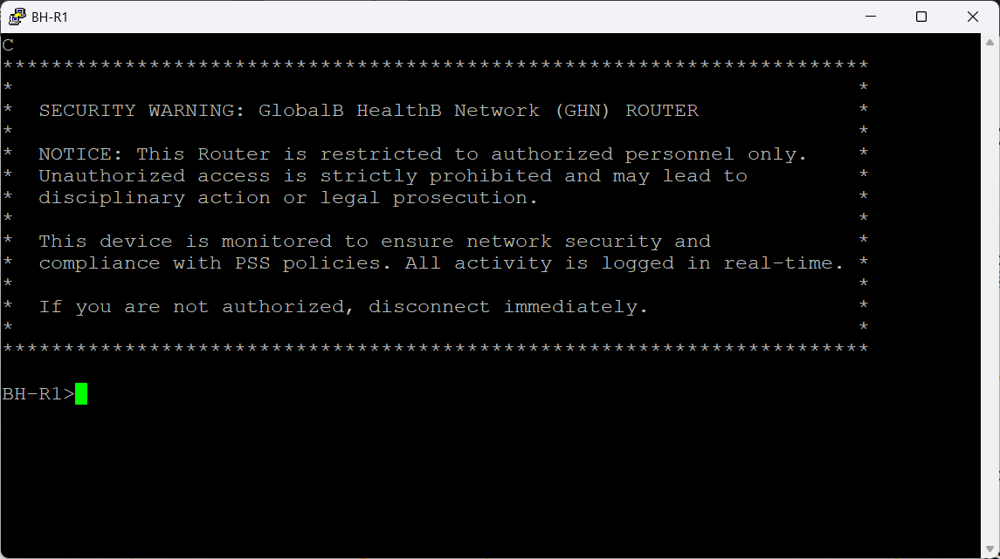 BH-R1
C
***********************************************************************
*                                                                     *
*  SECURITY WARNING: GlobalB HealthB Network (GHN) ROUTER             *
*                                                                     *
*  NOTICE: This Router is restricted to authorized personnel only.    *
*  Unauthorized access is strictly prohibited and may lead to         *
*  disciplinary action or legal prosecution.                          *
*                                                                     *
*  This device is monitored to ensure network security and            *
*  compliance with PSS policies. All activity is logged in real-time. *
*                                                                     *
*  If you are not authorized, disconnect immediately.                 *
*                                                                     *
***********************************************************************
BH-R1>